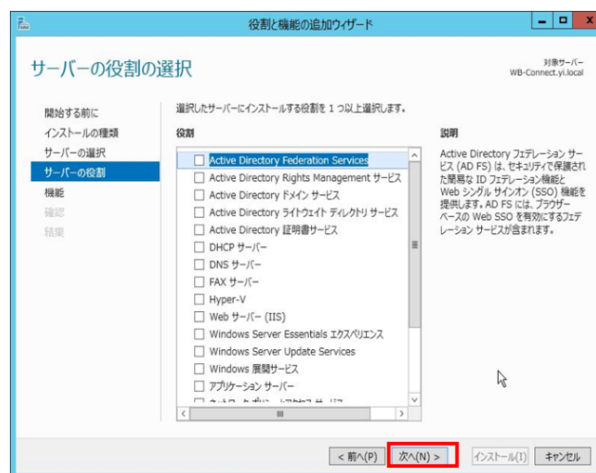 役割と機能の追加ウィザード
サーバーの役割の選択
対象サーバー
WB-Connect.yi.local
開始する前に
インストールの種類
サーバーの選択
サーバーの役割
機能
確認
結果
選択したサーバーにインストールする役割を 1 つ以上選択します。
役割
Active Directory Federation Services
Active Directory Rights Management サービス
Active Directory ドメイン サービス
Active Directory ライトウェイト ディレクトリ サービス
Active Directory 証明書サービス
DHCP サーバー
DNS サーバー
FAX サーバー
Hyper-V
Web サーバー (IIS)
Windows Server Essentials エクスペリエンス
Windows Server Update Services
Windows 展開サービス
アプリケーション サーバー
説明
Active Directory フェデレーション サー
ビス (AD FS) は、セキュリティで保護され
た簡易な ID フェデレーション機能と
Web シングル サインオン (SSO) 機能を
提供します。AD FS には、ブラウザー
ベースの Web SSO を有効にするフェデ
レーション サービスが含まれます。
< 前へ(P)
次へ(N) >
インストール(I)
キャンセル